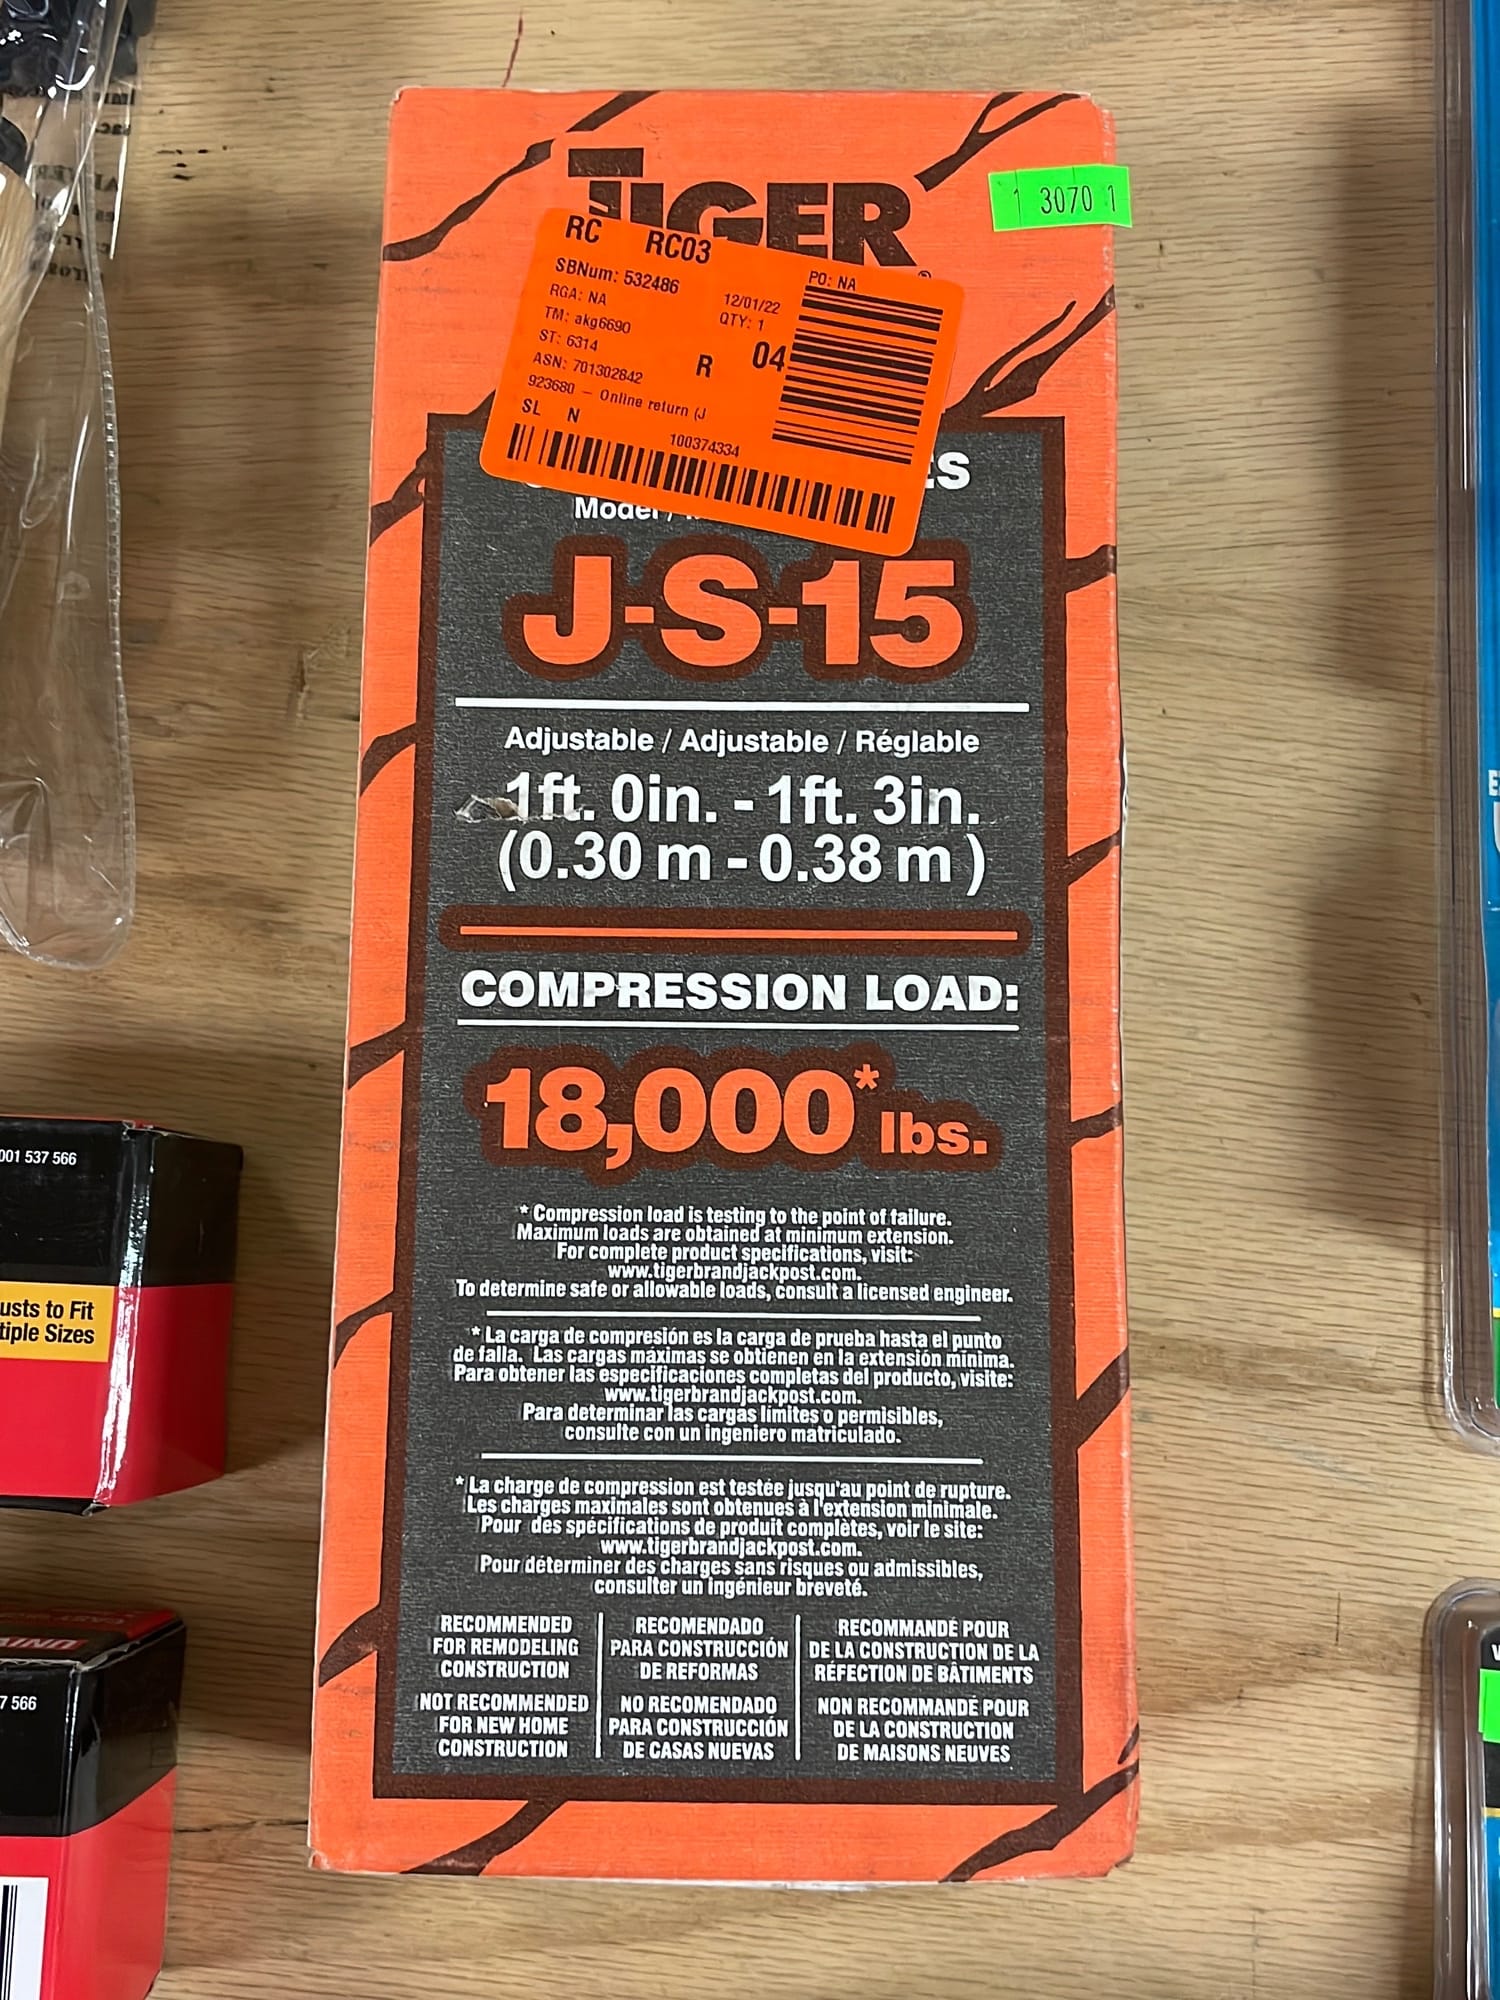 TIGER
3070 1
RC RC03
SBNum: 532486
RGA: NA
TM: akg6690
ST: 6314
ASN: 701302842
923680 – Online return (J
SL N
12/01/22
QTY: 1
R 04
PO: NA
100374334
ES
Model /
J-S-15
Adjustable / Adjustable / Réglable
1ft. 0in. - 1ft. 3in.
(0.30 m - 0.38 m )
COMPRESSION LOAD:
18,000* lbs.
* Compression load is testing to the point of failure.
Maximum loads are obtained at minimum extension.
For complete product specifications, visit:
www.tigerbrandjackpost.com.
To determine safe or allowable loads, consult a licensed engineer.
* La carga de compresión es la carga de prueba hasta el punto
de falla. Las cargas máximas se obtienen en la extensión mínima.
Para obtener las especificaciones completas del producto, visite:
www.tigerbrandjackpost.com.
Para determinar las cargas límites o permisibles,
consulte con un ingeniero matriculado.
* La charge de compression est testée jusqu'au point de rupture.
Les charges maximales sont obtenues à l'extension minimale.
Pour des spécifications de produit complètes, voir le site:
www.tigerbrandjackpost.com.
Pour déterminer des charges sans risques ou admissibles,
consulter un ingénieur breveté.
RECOMMENDED
FOR REMODELING
CONSTRUCTION
NOT RECOMMENDED
FOR NEW HOME
CONSTRUCTION
RECOMENDADO
PARA CONSTRUCCIÓN
DE REFORMAS
NO RECOMENDADO
PARA CONSTRUCCIÓN
DE CASAS NUEVAS
RECOMMANDÉ POUR
DE LA CONSTRUCTION DE LA
RÉFECTION DE BÂTIMENTS
NON RECOMMANDÉ POUR
DE LA CONSTRUCTION
DE MAISONS NEUVES
001 537 566
usts to Fit
tiple Sizes
7 566